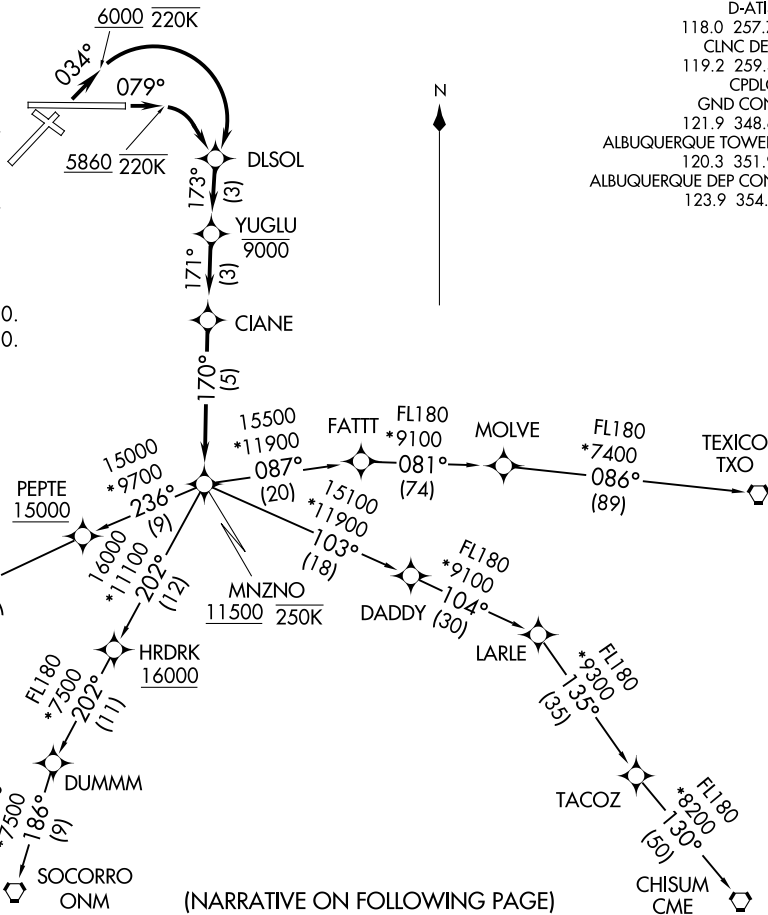 6000 220K
034°
079°
5860 220K
DLSOL
173°
(3)
YUGLU
9000
171°
(3)
CIANE
170°
(5)
N
D-ATI
118.0 257.
CLNC DE
119.2 259.
CPDL
GND CON
121.9 348.
ALBUQUERQUE TOWE
120.3 351.
ALBUQUERQUE DEP CON
123.9 354.
0.
0.
15500
*11900
087°
(20)
FATTT
FL180
*9100
081°
(74)
MOLVE
FL180
*7400
086°
(89)
TEXICO
TXO
15000
*9700
236°
(9)
PEPTE
15000
16000
*11100
202°
(12)
MNZNO
11500 250K
15100
*11900
103°
(18)
DADDY
FL180
*9100
104°
(30)
LARLE
FL180
*9300
135°
(35)
TACOZ
FL180
*8200
130°
(50)
CHISUM
CME
HRDRK
16000
FL180
*7500
202°
(11)
DUMMM
*7500
186°
(9)
SOCORRO
ONM
(NARRATIVE ON FOLLOWING PAGE)